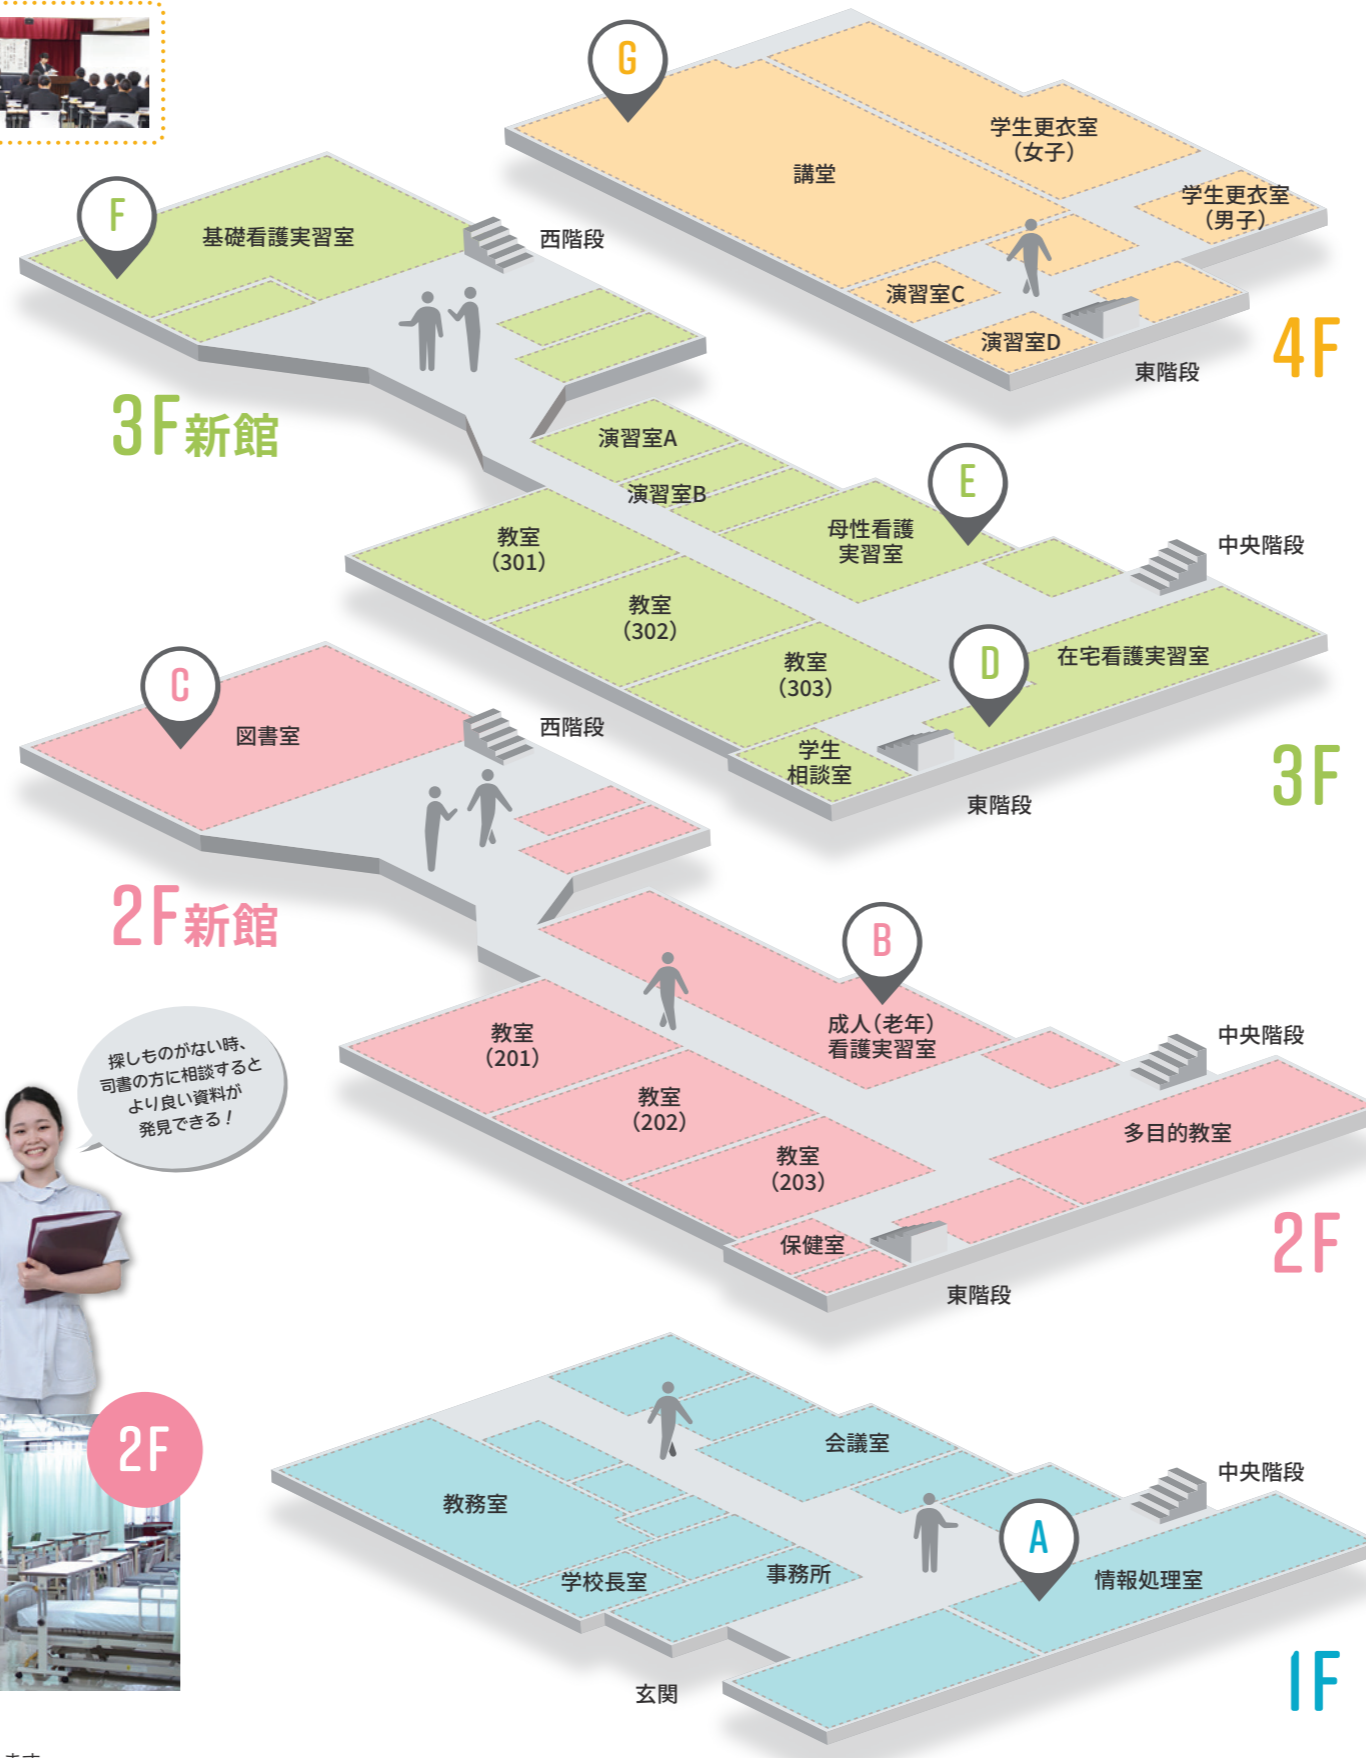 G
学生更衣室
（女子）
講堂
学生更衣室
（男子）
演習室C
演習室D
東階段
4F
F
基礎看護実習室
西階段
3F新館
演習室A
演習室B
E
母性看護
実習室
中央階段
教室
（301）
教室
（302）
教室
（303）
D
在宅看護実習室
学生
相談室
東階段
3F
C
図書室
西階段
2F新館
B
成人（老年）
看護実習室
中央階段
教室
（201）
教室
（202）
教室
（203）
多目的教室
保健室
東階段
2F
探しものがない時、
司書の方に相談すると
より良い資料が
発見できる！
2F
会議室
中央階段
教務室
A
学校長室
事務所
情報処理室
玄関
1F